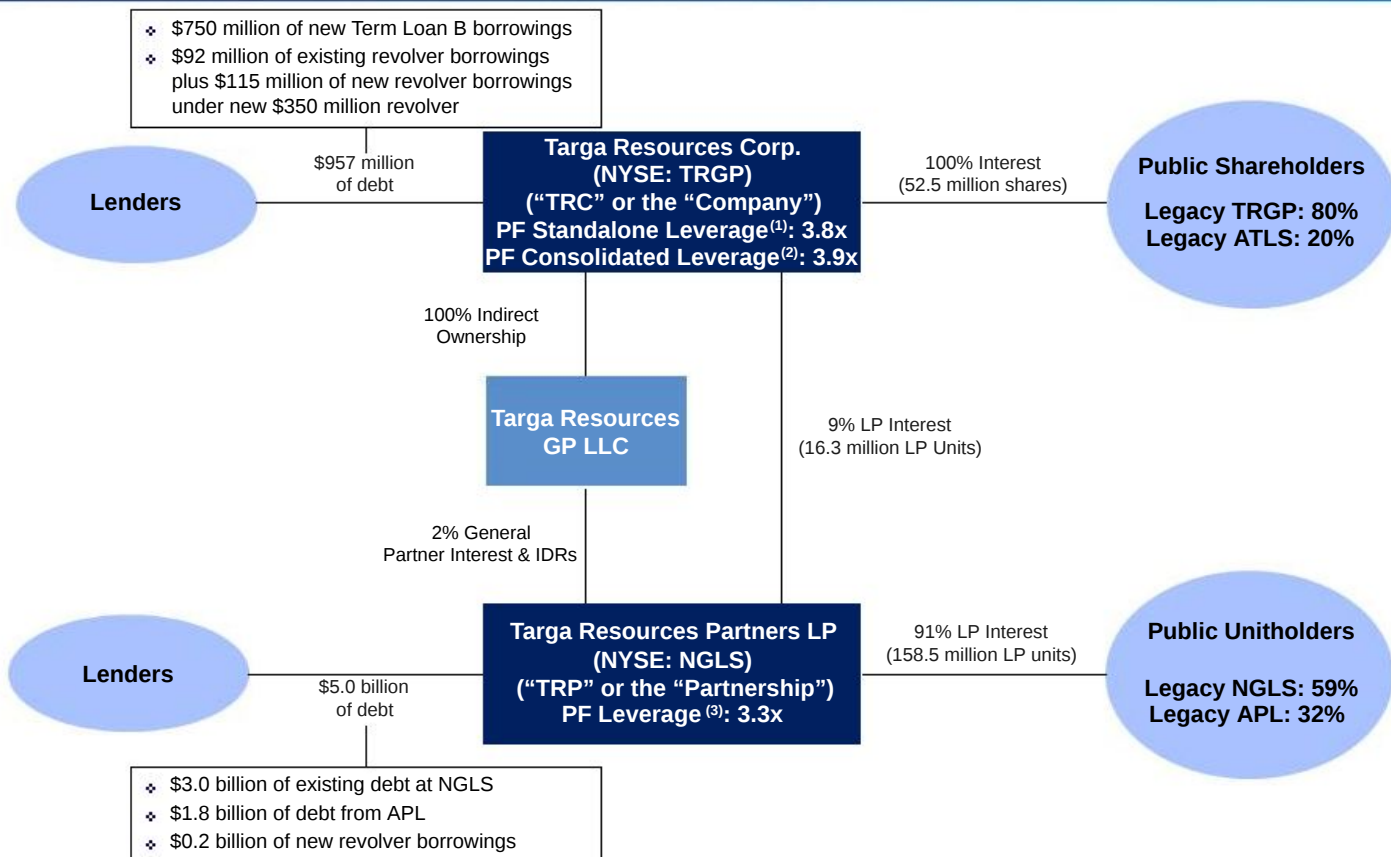 ❖ $750 million of new Term Loan B borrowings
❖ $92 million of existing revolver borrowings
plus $115 million of new revolver borrowings
under new $350 million revolver
Lenders
$957 million
of debt
Targa Resources Corp.
(NYSE: TRGP)
(“TRC” or the “Company”)
PF Standalone Leverage(1): 3.8x
PF Consolidated Leverage(2): 3.9x
100% Interest
(52.5 million shares)
Public Shareholders
Legacy TRGP: 80%
Legacy ATLS: 20%
100% Indirect
Ownership
Targa Resources
GP LLC
9% LP Interest
(16.3 million LP Units)
2% General
Partner Interest & IDRs
Lenders
$5.0 billion
of debt
Targa Resources Partners LP
(NYSE: NGLS)
(“TRP” or the “Partnership”)
PF Leverage (3): 3.3x
91% LP Interest
(158.5 million LP units)
Public Unitholders
Legacy NGLS: 59%
Legacy APL: 32%
❖ $3.0 billion of existing debt at NGLS
❖ $1.8 billion of debt from APL
❖ $0.2 billion of new revolver borrowings